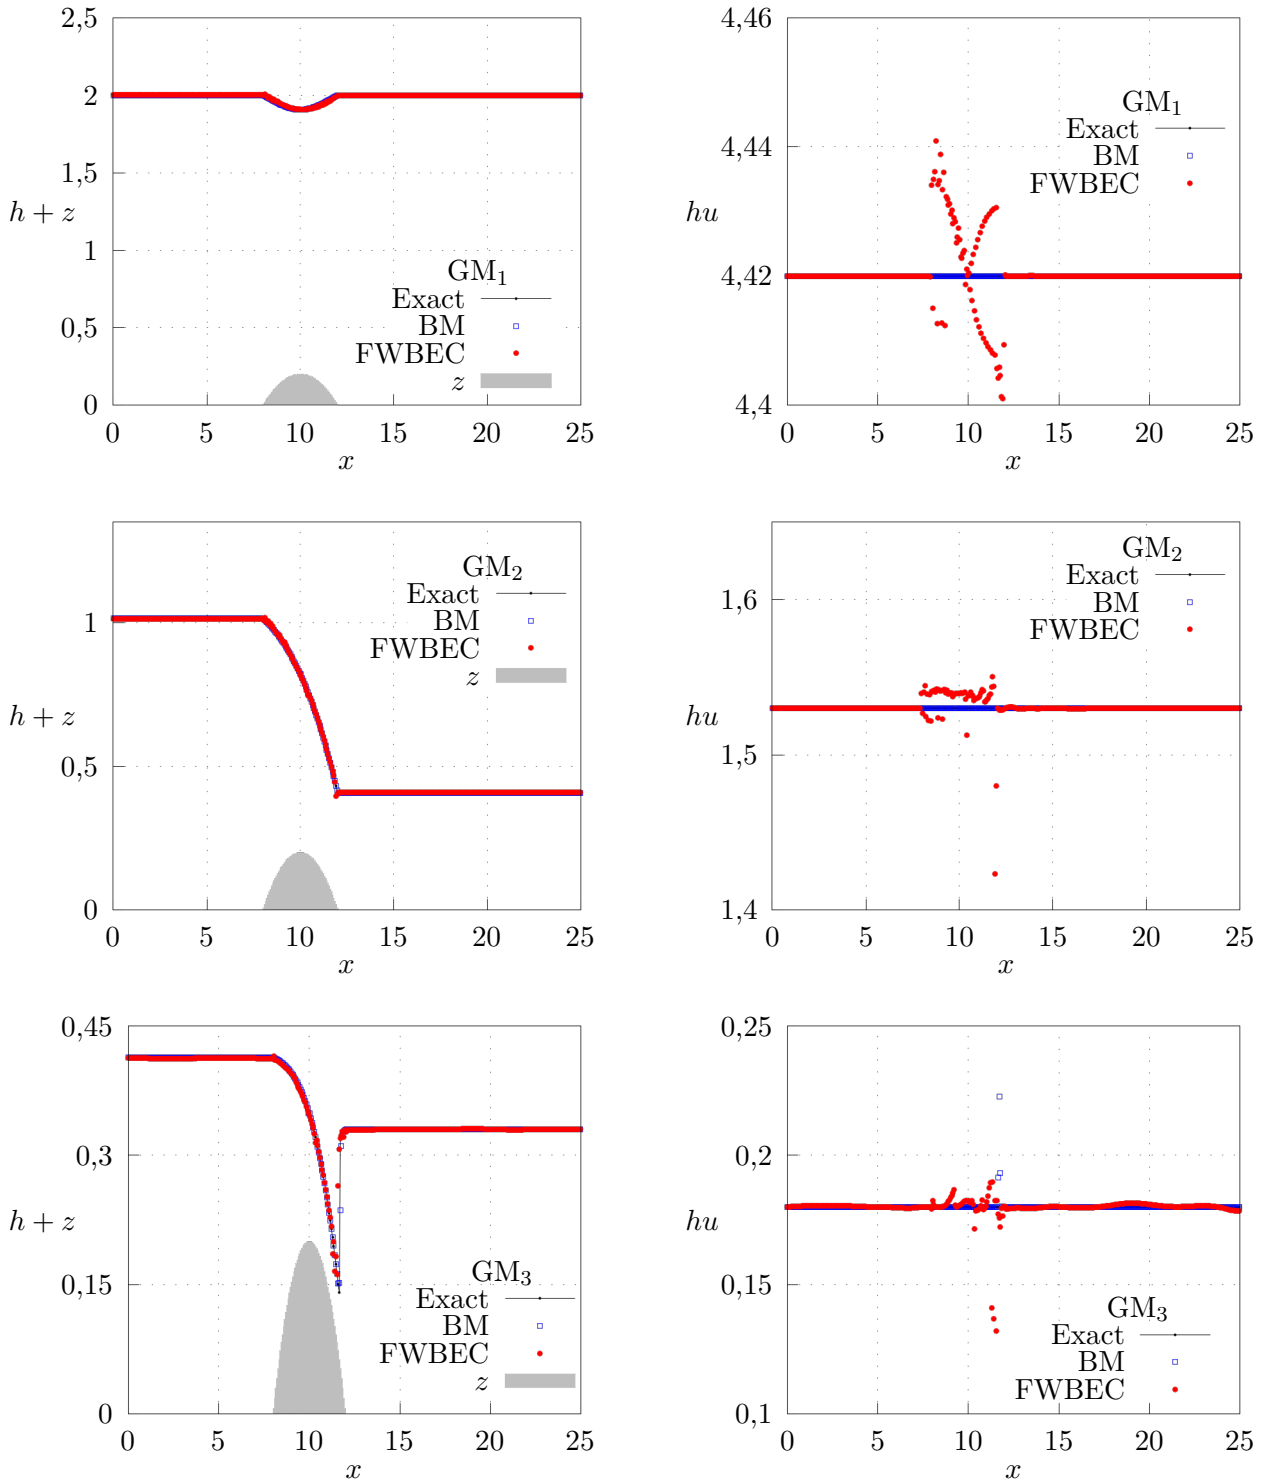 2,5
2
1,5
h + z
1
0,5
0
GM1
Exact
BM
FWBEC
z
0 5 10 15 20 25
x
4,46
4,44
hu
4,42
4,4
GM1
Exact
BM
FWBEC
0 5 10 15 20 25
x
1
h + z
0,5
0
GM2
Exact
BM
FWBEC
z
0 5 10 15 20 25
x
1,6
hu
1,5
1,4
GM2
Exact
BM
FWBEC
0 5 10 15 20 25
x
0,45
0,3
h + z
0,15
0
GM3
Exact
BM
FWBEC
z
0 5 10 15 20 25
x
0,25
0,2
hu
0,15
0,1
GM3
Exact
BM
FWBEC
0 5 10 15 20 25
x